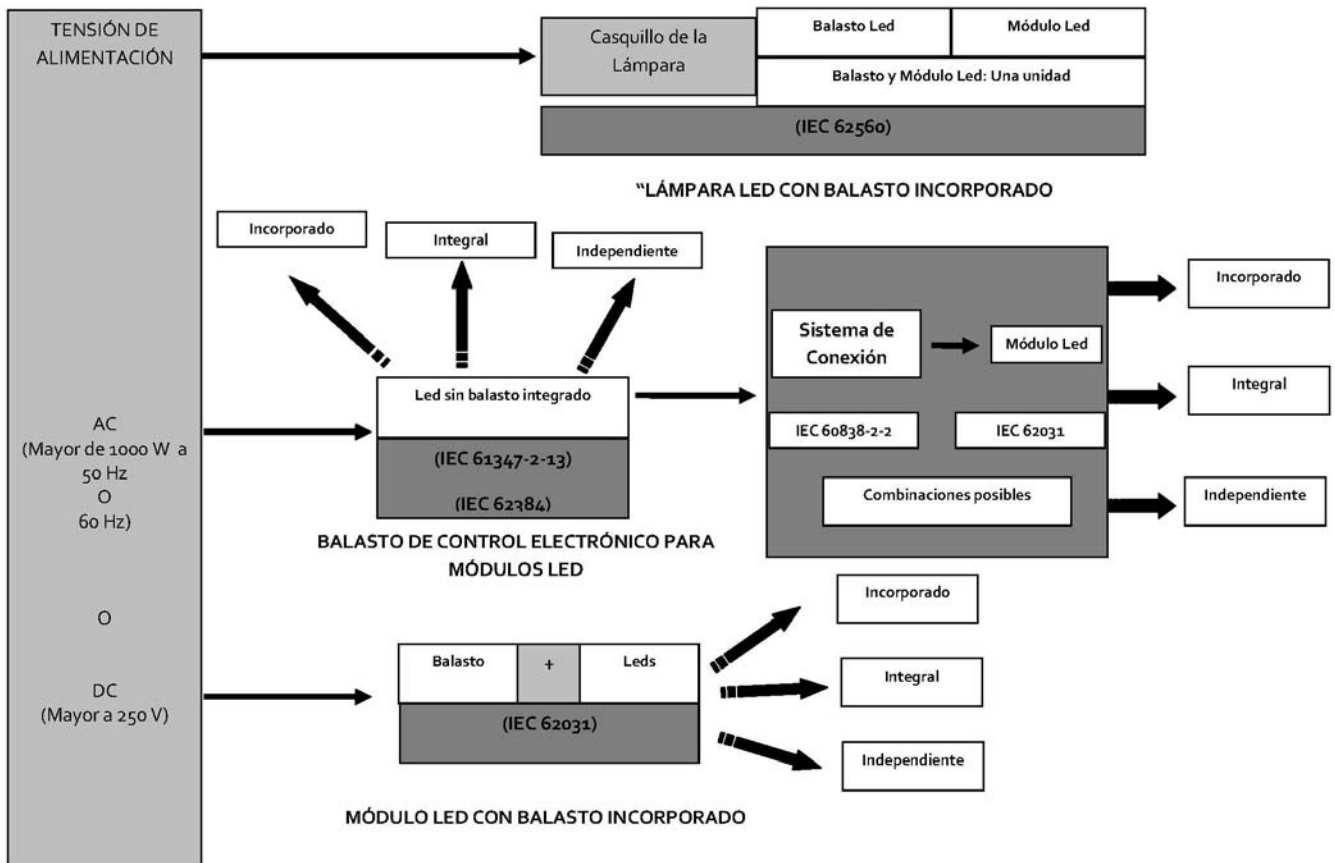 TENSIÓN DE
ALIMENTACIÓN
AC
(Mayor de 1000 W a
50 Hz
O
60 Hz)
O
DC
(Mayor a 250 V)
Casquillo de la
Lámpara
Balasto Led
Módulo Led
Balasto y Módulo Led: Una unidad
(IEC 62560)
“LÁMPARA LED CON BALASTO INCORPORADO
Incorporado
Integral
Independiente
Led sin balasto integrado
(IEC 61347-2-13)
(IEC 62384)
BALASTO DE CONTROL ELECTRÓNICO PARA
MÓDULOS LED
Sistema de
Conexión
Módulo Led
IEC 60838-2-2
IEC 62031
Combinaciones posibles
Incorporado
Integral
Independiente
Balasto
+
Leds
(IEC 62031)
MÓDULO LED CON BALASTO INCORPORADO
Incorporado
Integral
Independiente